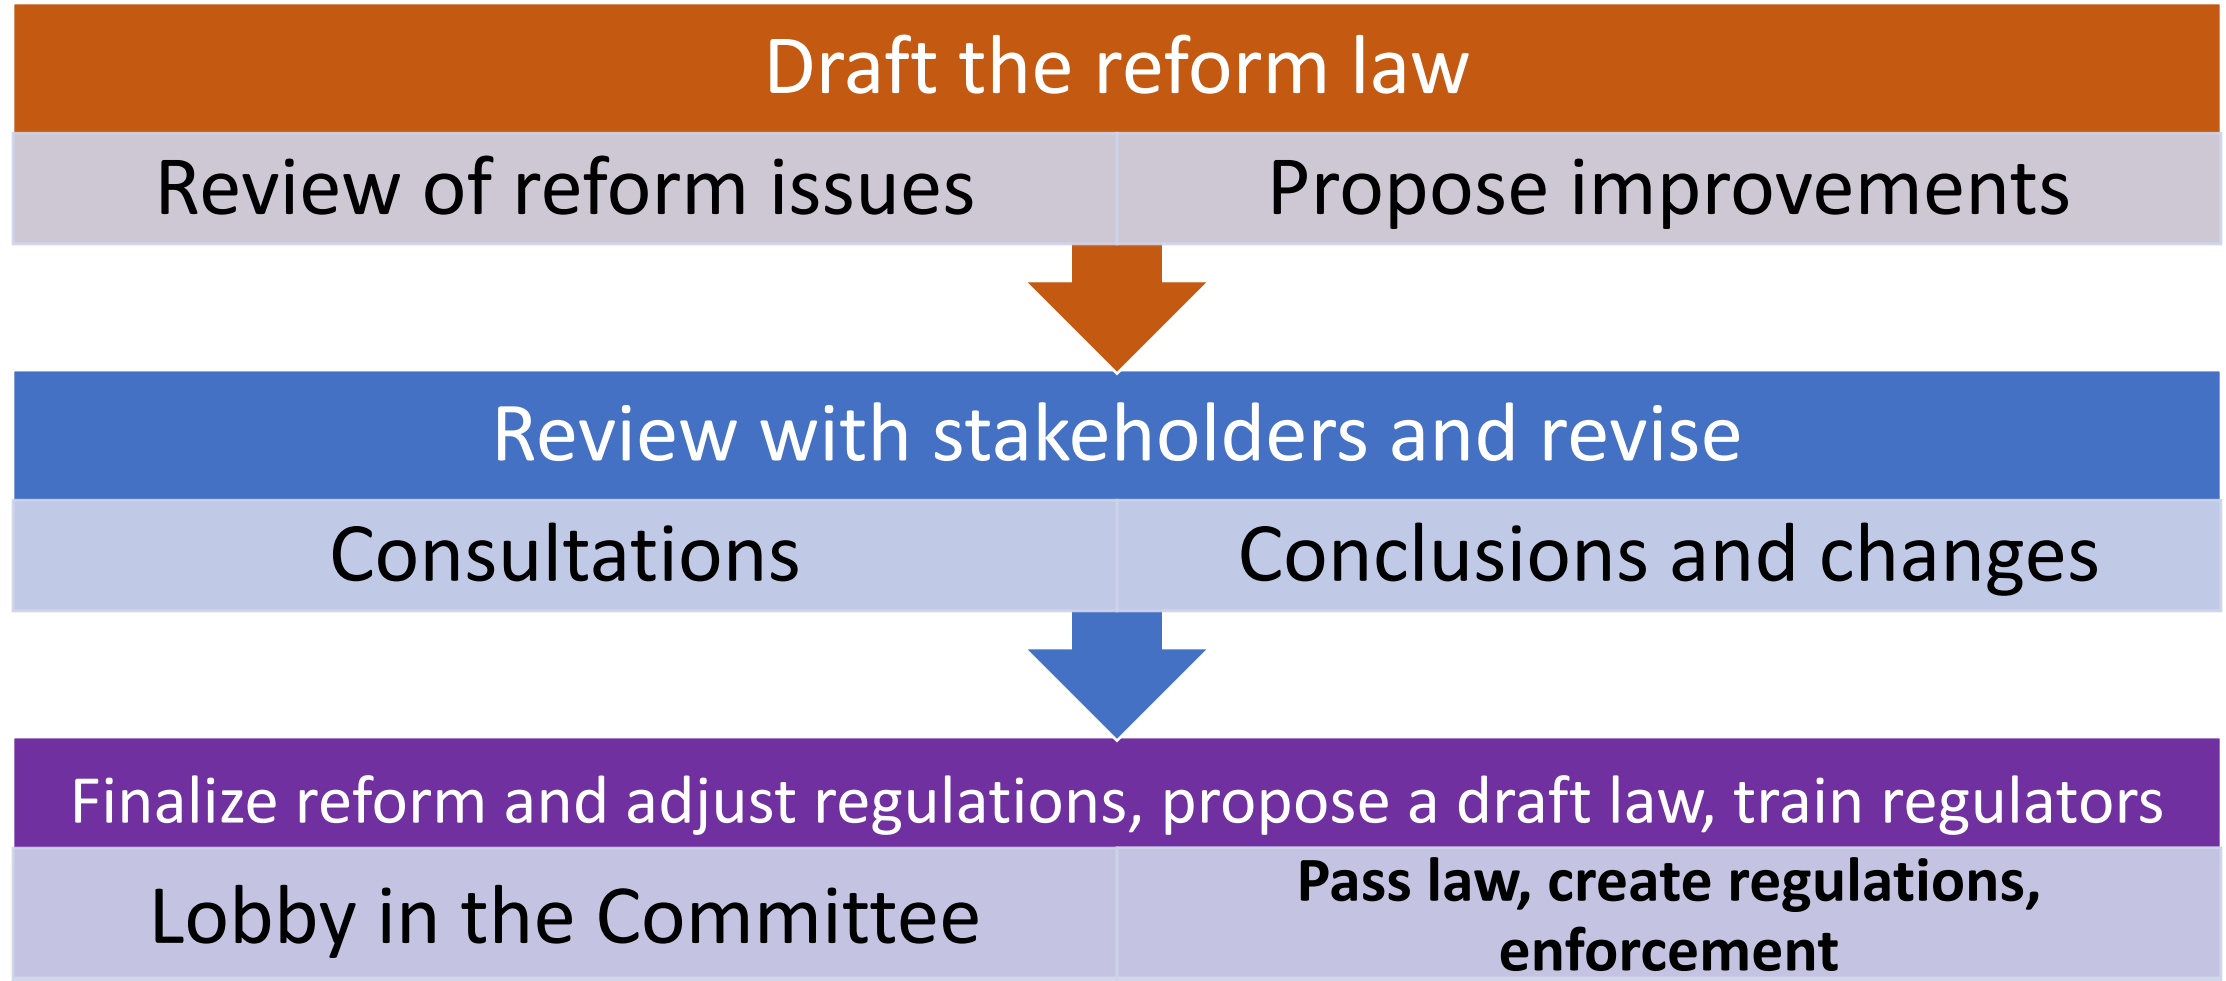 Draft the reform law
Review of reform issues
Propose improvements
Review with stakeholders and revise
Consultations
Conclusions and changes
Finalize reform and adjust regulations, propose a draft law, train regulators
Lobby in the Committee
Pass law, create regulations,
enforcement